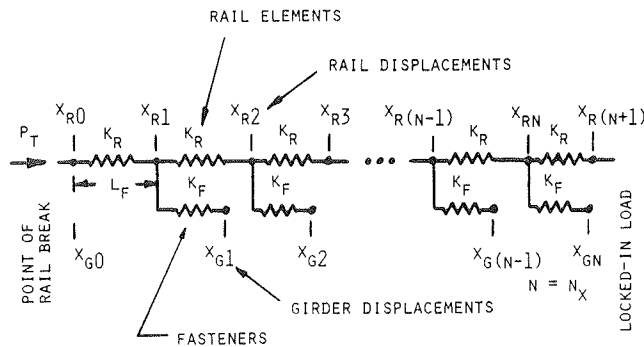 RAIL ELEMENTS
RAIL DISPLACEMENTS
X_R0 X_R1 X_R2 X_R3 X_R(N-1) X_RN X_R(N+1)
P_T K_R K_R K_R K_R K_R
L_F K_F K_F K_F K_F
X_G0 X_G1 X_G2 X_G(N-1) X_GN
N = N_X
POINT OF
RAIL BREAK
LOCKED-IN LOAD
GIRDER DISPLACEMENTS
FASTENERS